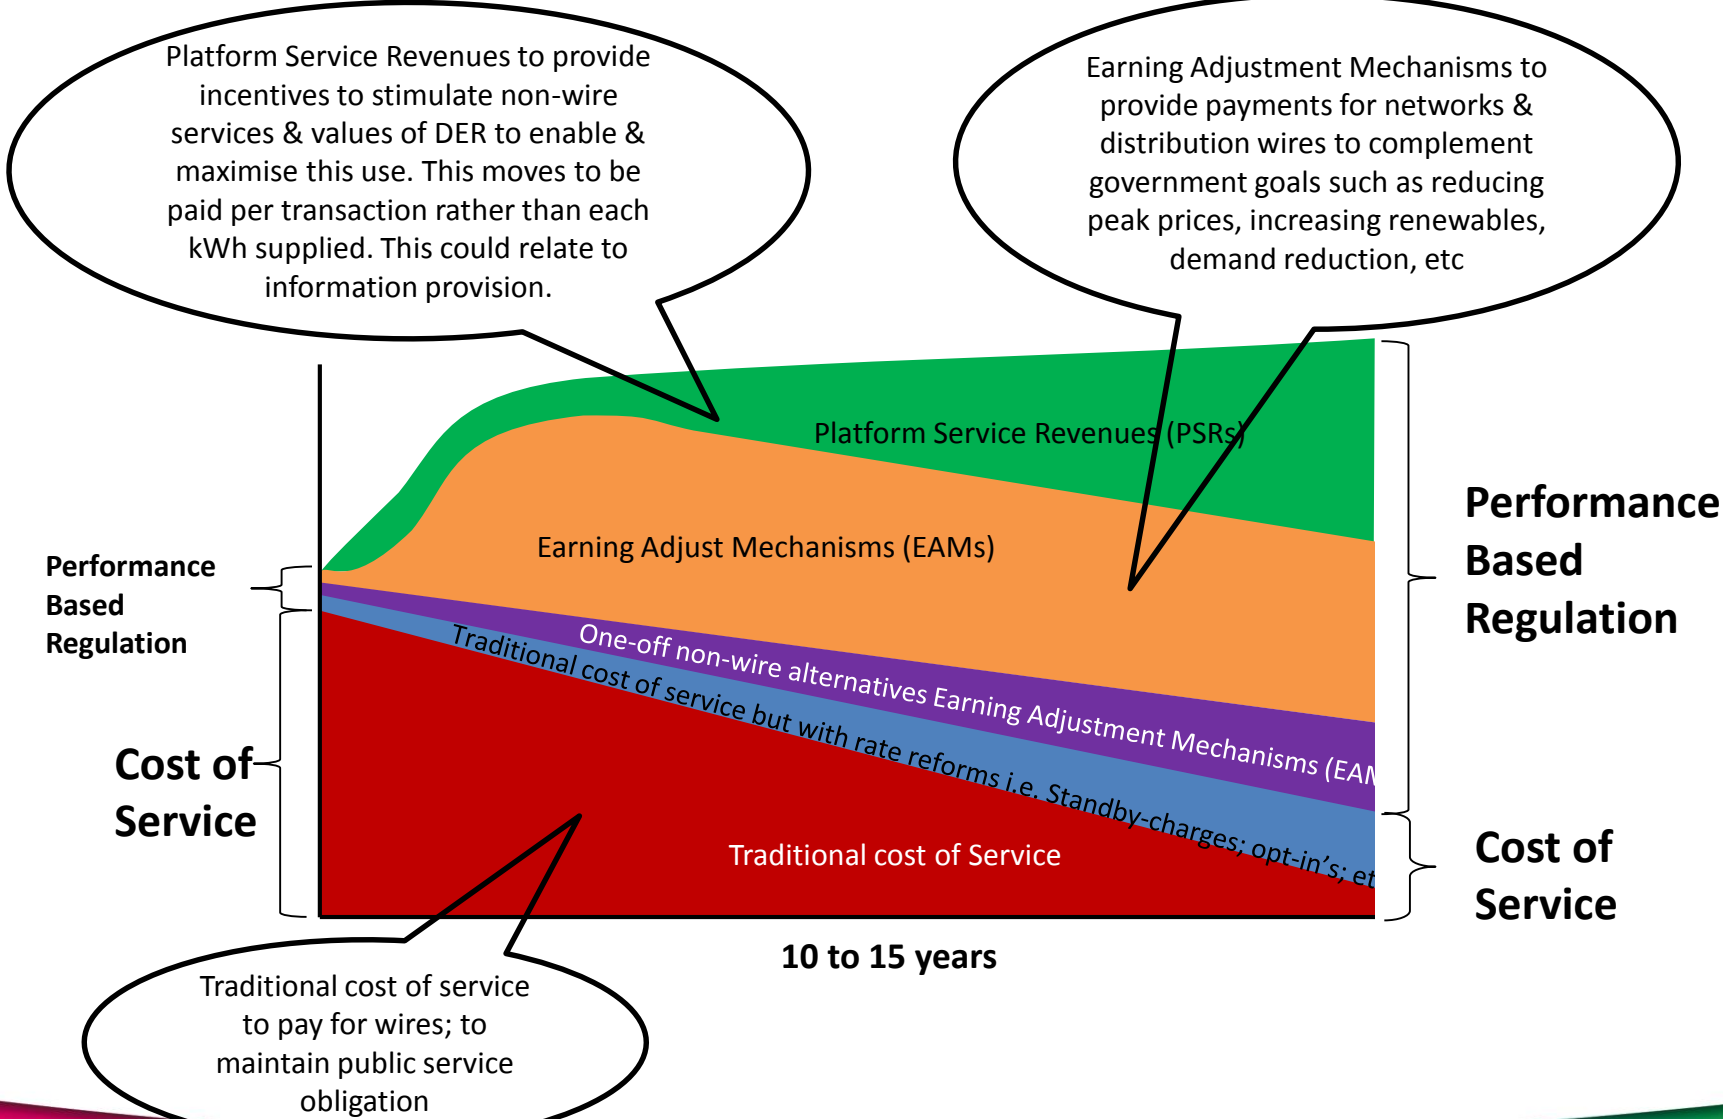 Platform Service Revenues to provide
incentives to stimulate non-wire
services & values of DER to enable &
maximise this use. This moves to be
paid per transaction rather than each
kWh supplied. This could relate to
information provision.
Earning Adjustment Mechanisms to
provide payments for networks &
distribution wires to complement
government goals such as reducing
peak prices, increasing renewables,
demand reduction, etc
Platform Service Revenues (PSRs)
Earning Adjust Mechanisms (EAMs)
One-off non-wire alternatives Earning Adjustment Mechanisms (EAM
Traditional cost of service but with rate reforms i.e. Standby-charges; opt-in's; et
Traditional cost of Service
Performance
Based
Regulation
Cost of
Service
Performance
Based
Regulation
Cost of
Service
10 to 15 years
Traditional cost of service
to pay for wires; to
maintain public service
obligation